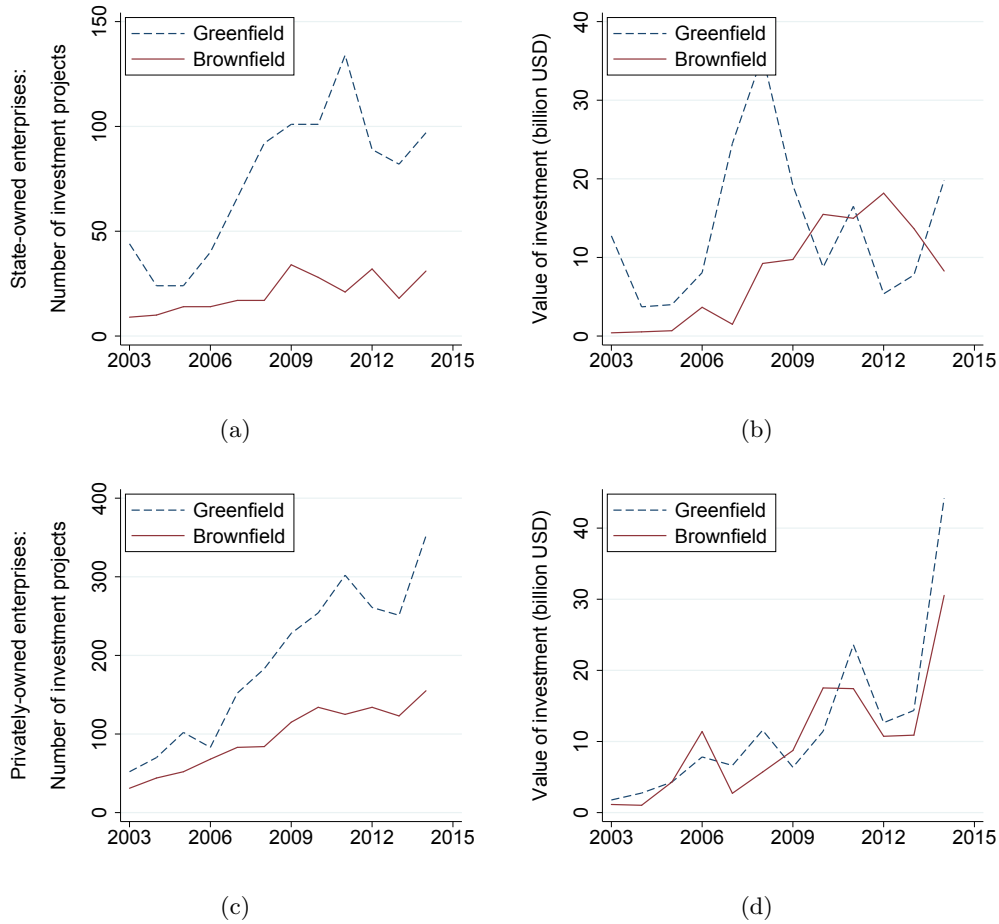 State-owned enterprises:
Number of investment projects
150
100
50
0
Greenfield
Brownfield
2003 2006 2009 2012 2015
(a)
Value of investment (billion USD)
40
30
20
10
0
Greenfield
Brownfield
2003 2006 2009 2012 2015
(b)
Privately-owned enterprises:
Number of investment projects
400
300
200
100
0
Greenfield
Brownfield
2003 2006 2009 2012 2015
(c)
Value of investment (billion USD)
40
30
20
10
0
Greenfield
Brownfield
2003 2006 2009 2012 2015
(d)